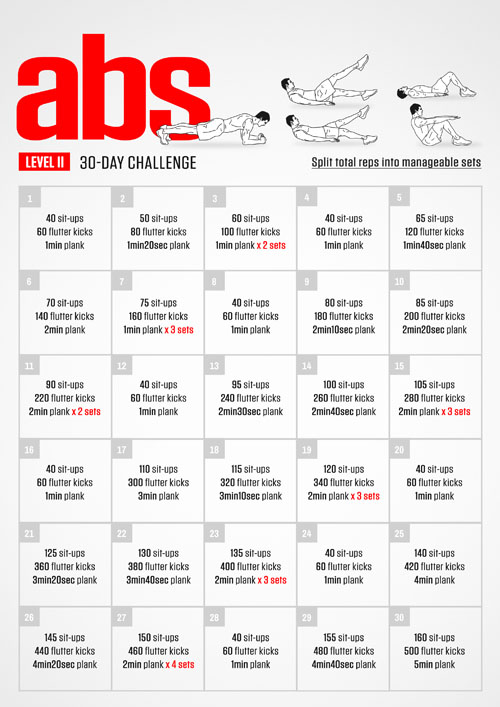 abs
LEVEL II 30-DAY CHALLENGE
Split total reps into manageable sets
1
40 sit-ups
60 flutter kicks
1min plank
2
50 sit-ups
80 flutter kicks
1min20sec plank
3
60 sit-ups
100 flutter kicks
1min plank x 2 sets
4
40 sit-ups
60 flutter kicks
1min plank
5
65 sit-ups
120 flutter kicks
1min40sec plank
6
70 sit-ups
140 flutter kicks
2min plank
7
75 sit-ups
160 flutter kicks
1min plank x 3 sets
8
40 sit-ups
60 flutter kicks
1min plank
9
80 sit-ups
180 flutter kicks
2min10sec plank
10
85 sit-ups
200 flutter kicks
2min20sec plank
11
90 sit-ups
220 flutter kicks
2min plank x 2 sets
12
40 sit-ups
60 flutter kicks
1min plank
13
95 sit-ups
240 flutter kicks
2min30sec plank
14
100 sit-ups
260 flutter kicks
2min40sec plank
15
105 sit-ups
280 flutter kicks
2min plank x 3 sets
16
40 sit-ups
60 flutter kicks
1min plank
17
110 sit-ups
300 flutter kicks
3min plank
18
115 sit-ups
320 flutter kicks
3min10sec plank
19
120 sit-ups
340 flutter kicks
2min plank x 3 sets
20
40 sit-ups
60 flutter kicks
1min plank
21
125 sit-ups
360 flutter kicks
3min20sec plank
22
130 sit-ups
380 flutter kicks
3min40sec plank
23
135 sit-ups
400 flutter kicks
2min plank x 3 sets
24
40 sit-ups
60 flutter kicks
1min plank
25
140 sit-ups
420 flutter kicks
4min plank
26
145 sit-ups
440 flutter kicks
4min20sec plank
27
150 sit-ups
460 flutter kicks
2min plank x 4 sets
28
40 sit-ups
60 flutter kicks
1min plank
29
155 sit-ups
480 flutter kicks
4min40sec plank
30
160 sit-ups
500 flutter kicks
5min plank